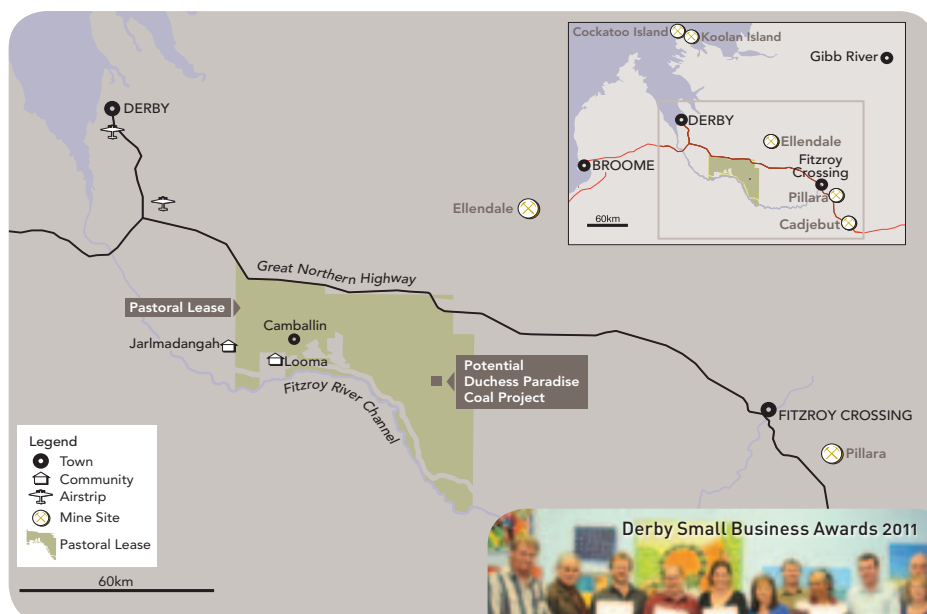 DERBY
Ellendale
Great Northern Highway
Pastoral Lease
Camballin
Jarlmadangah
Looma
Fitzroy River Channel
Potential
Duchess Paradise
Coal Project
FITZROY CROSSING
Pillara
Legend
Town
Community
Airstrip
Mine Site
Pastoral Lease
60km
Cockatoo Island
Koolan Island
Gibb River
DERBY
Ellendale
BROOME
Fitzroy
Crossing
Pillara
Cadjebut
60km
Derby Small Business Awards 2011